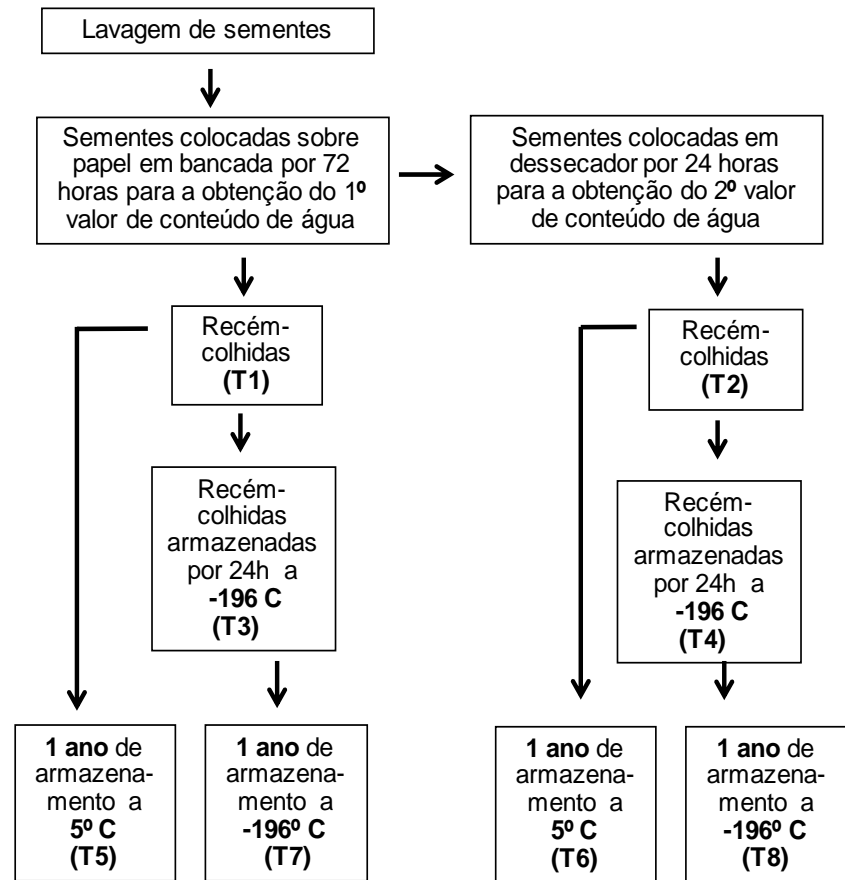 Lavagem de sementes
Sementes colocadas sobre
papel em bancada por 72
horas para a obtenção do 1º
valor de conteúdo de água
Sementes colocadas em
dessecador por 24 horas
para a obtenção do 2º valor
de conteúdo de água
Recém-
colhidas
(T1)
Recém-
colhidas
(T2)
Recém-
colhidas
armazenadas
por 24h a
-196 C
(T3)
Recém-
colhidas
armazenadas
por 24h a
-196 C
(T4)
1 ano de
armazena-
mento a
5º C
(T5)
1 ano de
armazena-
mento a
-196º C
(T7)
1 ano de
armazena-
mento a
5º C
(T6)
1 ano de
armazena-
mento a
-196º C
(T8)